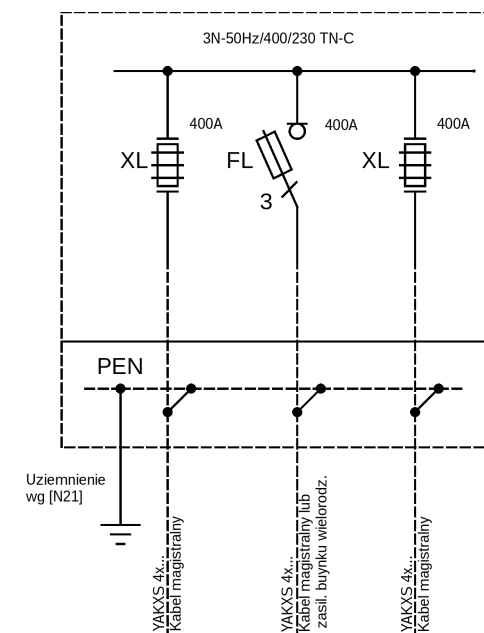 3N-50Hz/400/230 TN-C
400A
400A
400A
XL
FL
XL
3
PEN
Uziemnienie
wg [N21]
YAKXS 4x...
Kabel magistralny
YAKXS 4x...
Kabel magistralny lub
zasil. buynku wielorodz.
YAKXS 4x...
Kabel magistralny